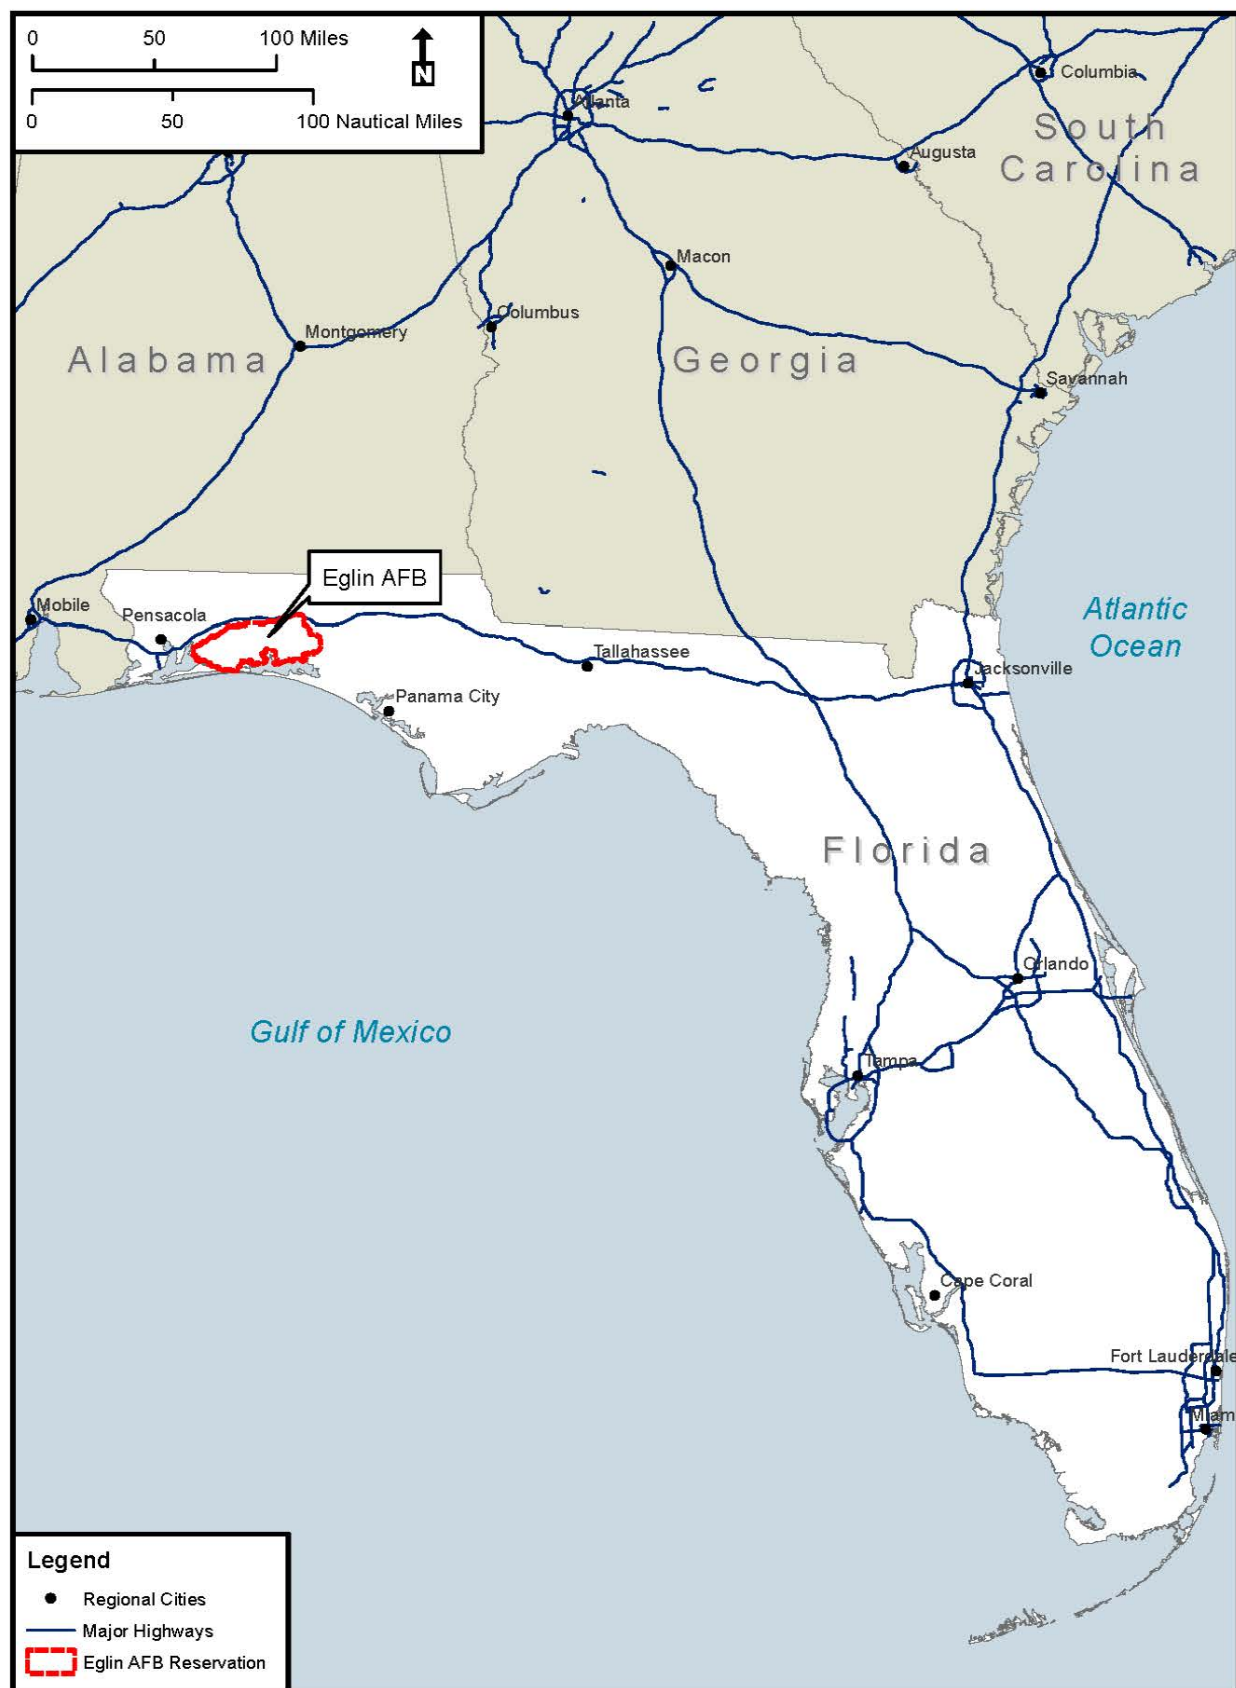 0 50 100 Miles
N
0 50 100 Nautical Miles
Atlanta
Columbia
South
Carolina
Augusta
Macon
Columbus
Montgomery
Alabama
Georgia
Savannah
Eglin AFB
Mobile
Pensacola
Atlantic
Ocean
Tallahassee
Jacksonville
Panama City
Florida
Orlando
Gulf of Mexico
Tampa
Cape Coral
Fort Lauderdale
Miam
Legend
Regional Cities
Major Highways
Eglin AFB Reservation